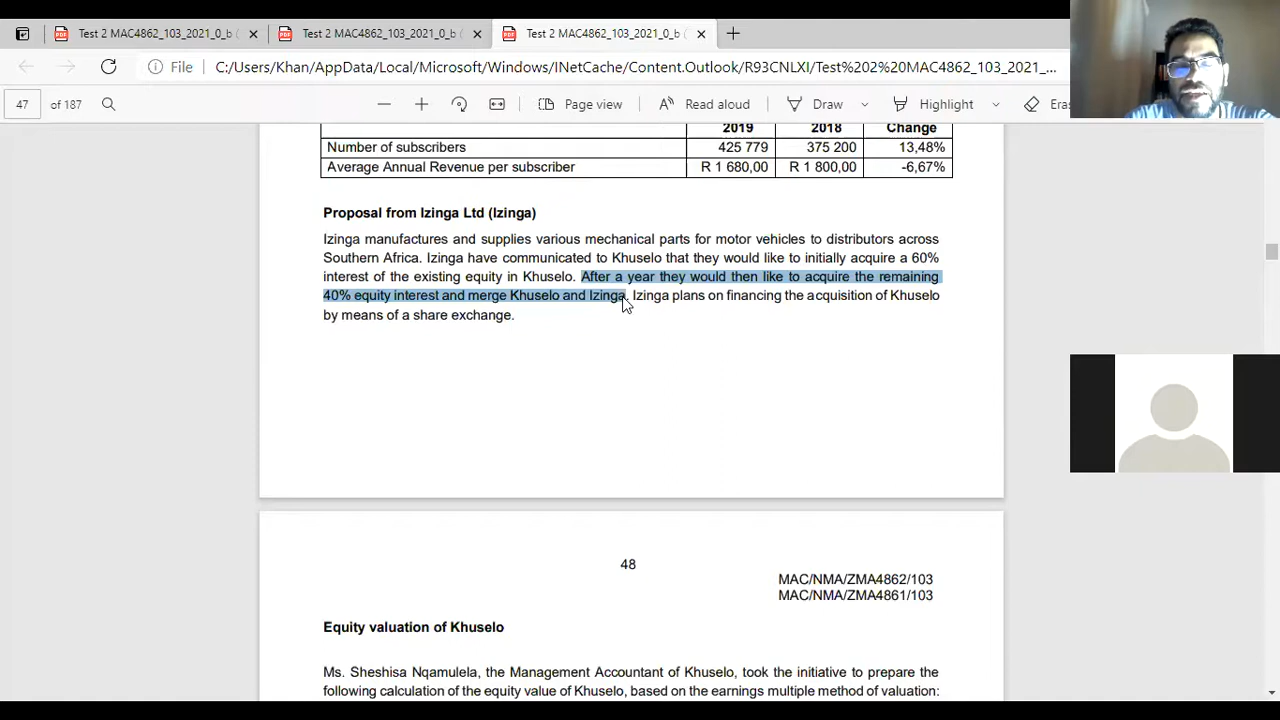 Test 2 MAC4862_103_2021_0_b (
Test 2 MAC4862_103_2021_0_b (
Test 2 MAC4862_103_2021_0_b (
File
C:/Users/Khan/AppData/Local/Microsoft/Windows/INetCache/Content.Outlook/R93CNLXI/Test%202%20MAC4862_103_2021_...
47 of 187
Page view
Read aloud
Draw
Highlight
Eras
2019 2018 Change
Number of subscribers 425 779 375 200 13,48%
Average Annual Revenue per subscriber R 1 680,00 R 1 800,00 -6,67%
Proposal from Izinga Ltd (Izinga)
Izinga manufactures and supplies various mechanical parts for motor vehicles to distributors across
Southern Africa. Izinga have communicated to Khuselo that they would like to initially acquire a 60%
interest of the existing equity in Khuselo. After a year they would then like to acquire the remaining
40% equity interest and merge Khuselo and Izinga. Izinga plans on financing the acquisition of Khuselo
by means of a share exchange.
48
MAC/NMA/ZMA4862/103
MAC/NMA/ZMA4861/103
Equity valuation of Khuselo
Ms. Sheshisa Nqamulela, the Management Accountant of Khuselo, took the initiative to prepare the
following calculation of the equity value of Khuselo, based on the earnings multiple method of valuation: